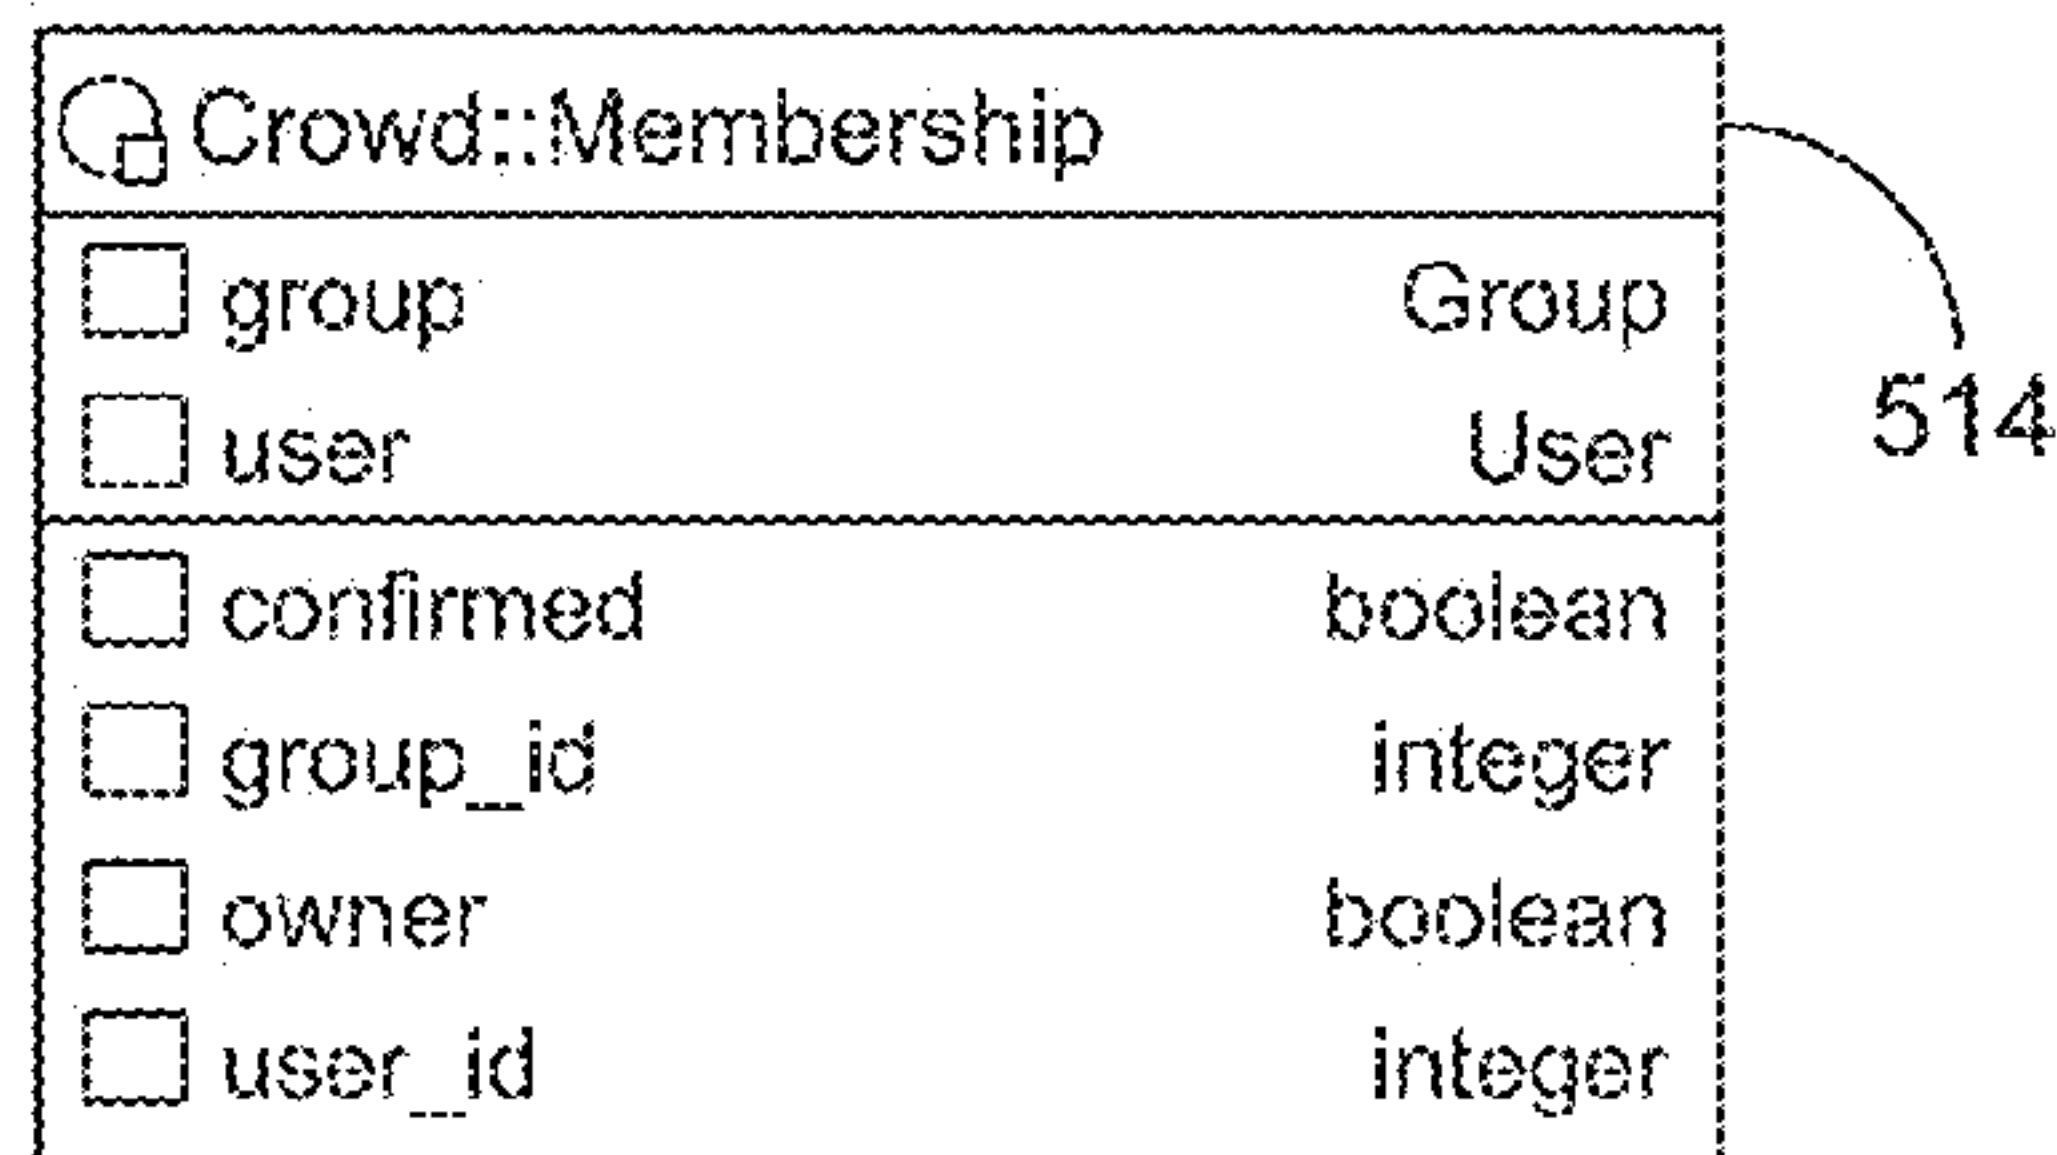 Crowd::Membership
group Group
user User
514
confirmed boolean
group_id integer
owner boolean
user_id integer